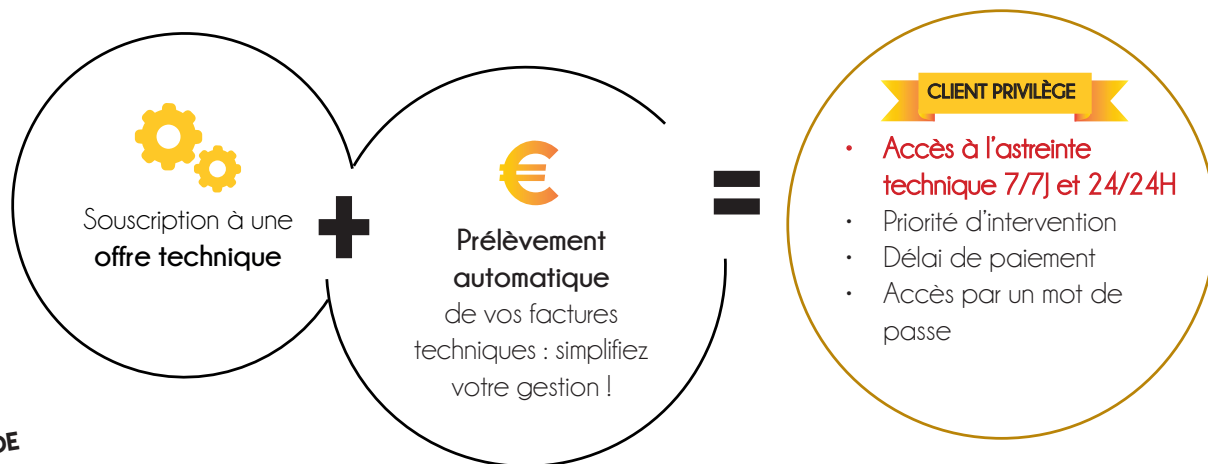 Souscription à une
offre technique
+
€
Prélèvement
automatique
de vos factures
techniques : simplifiez
votre gestion !
=
CLIENT PRIVILÈGE
• Accès à l'astreinte
technique 7/7J et 24/24H
• Priorité d'intervention
• Délai de paiement
• Accès par un mot de
passe
DE